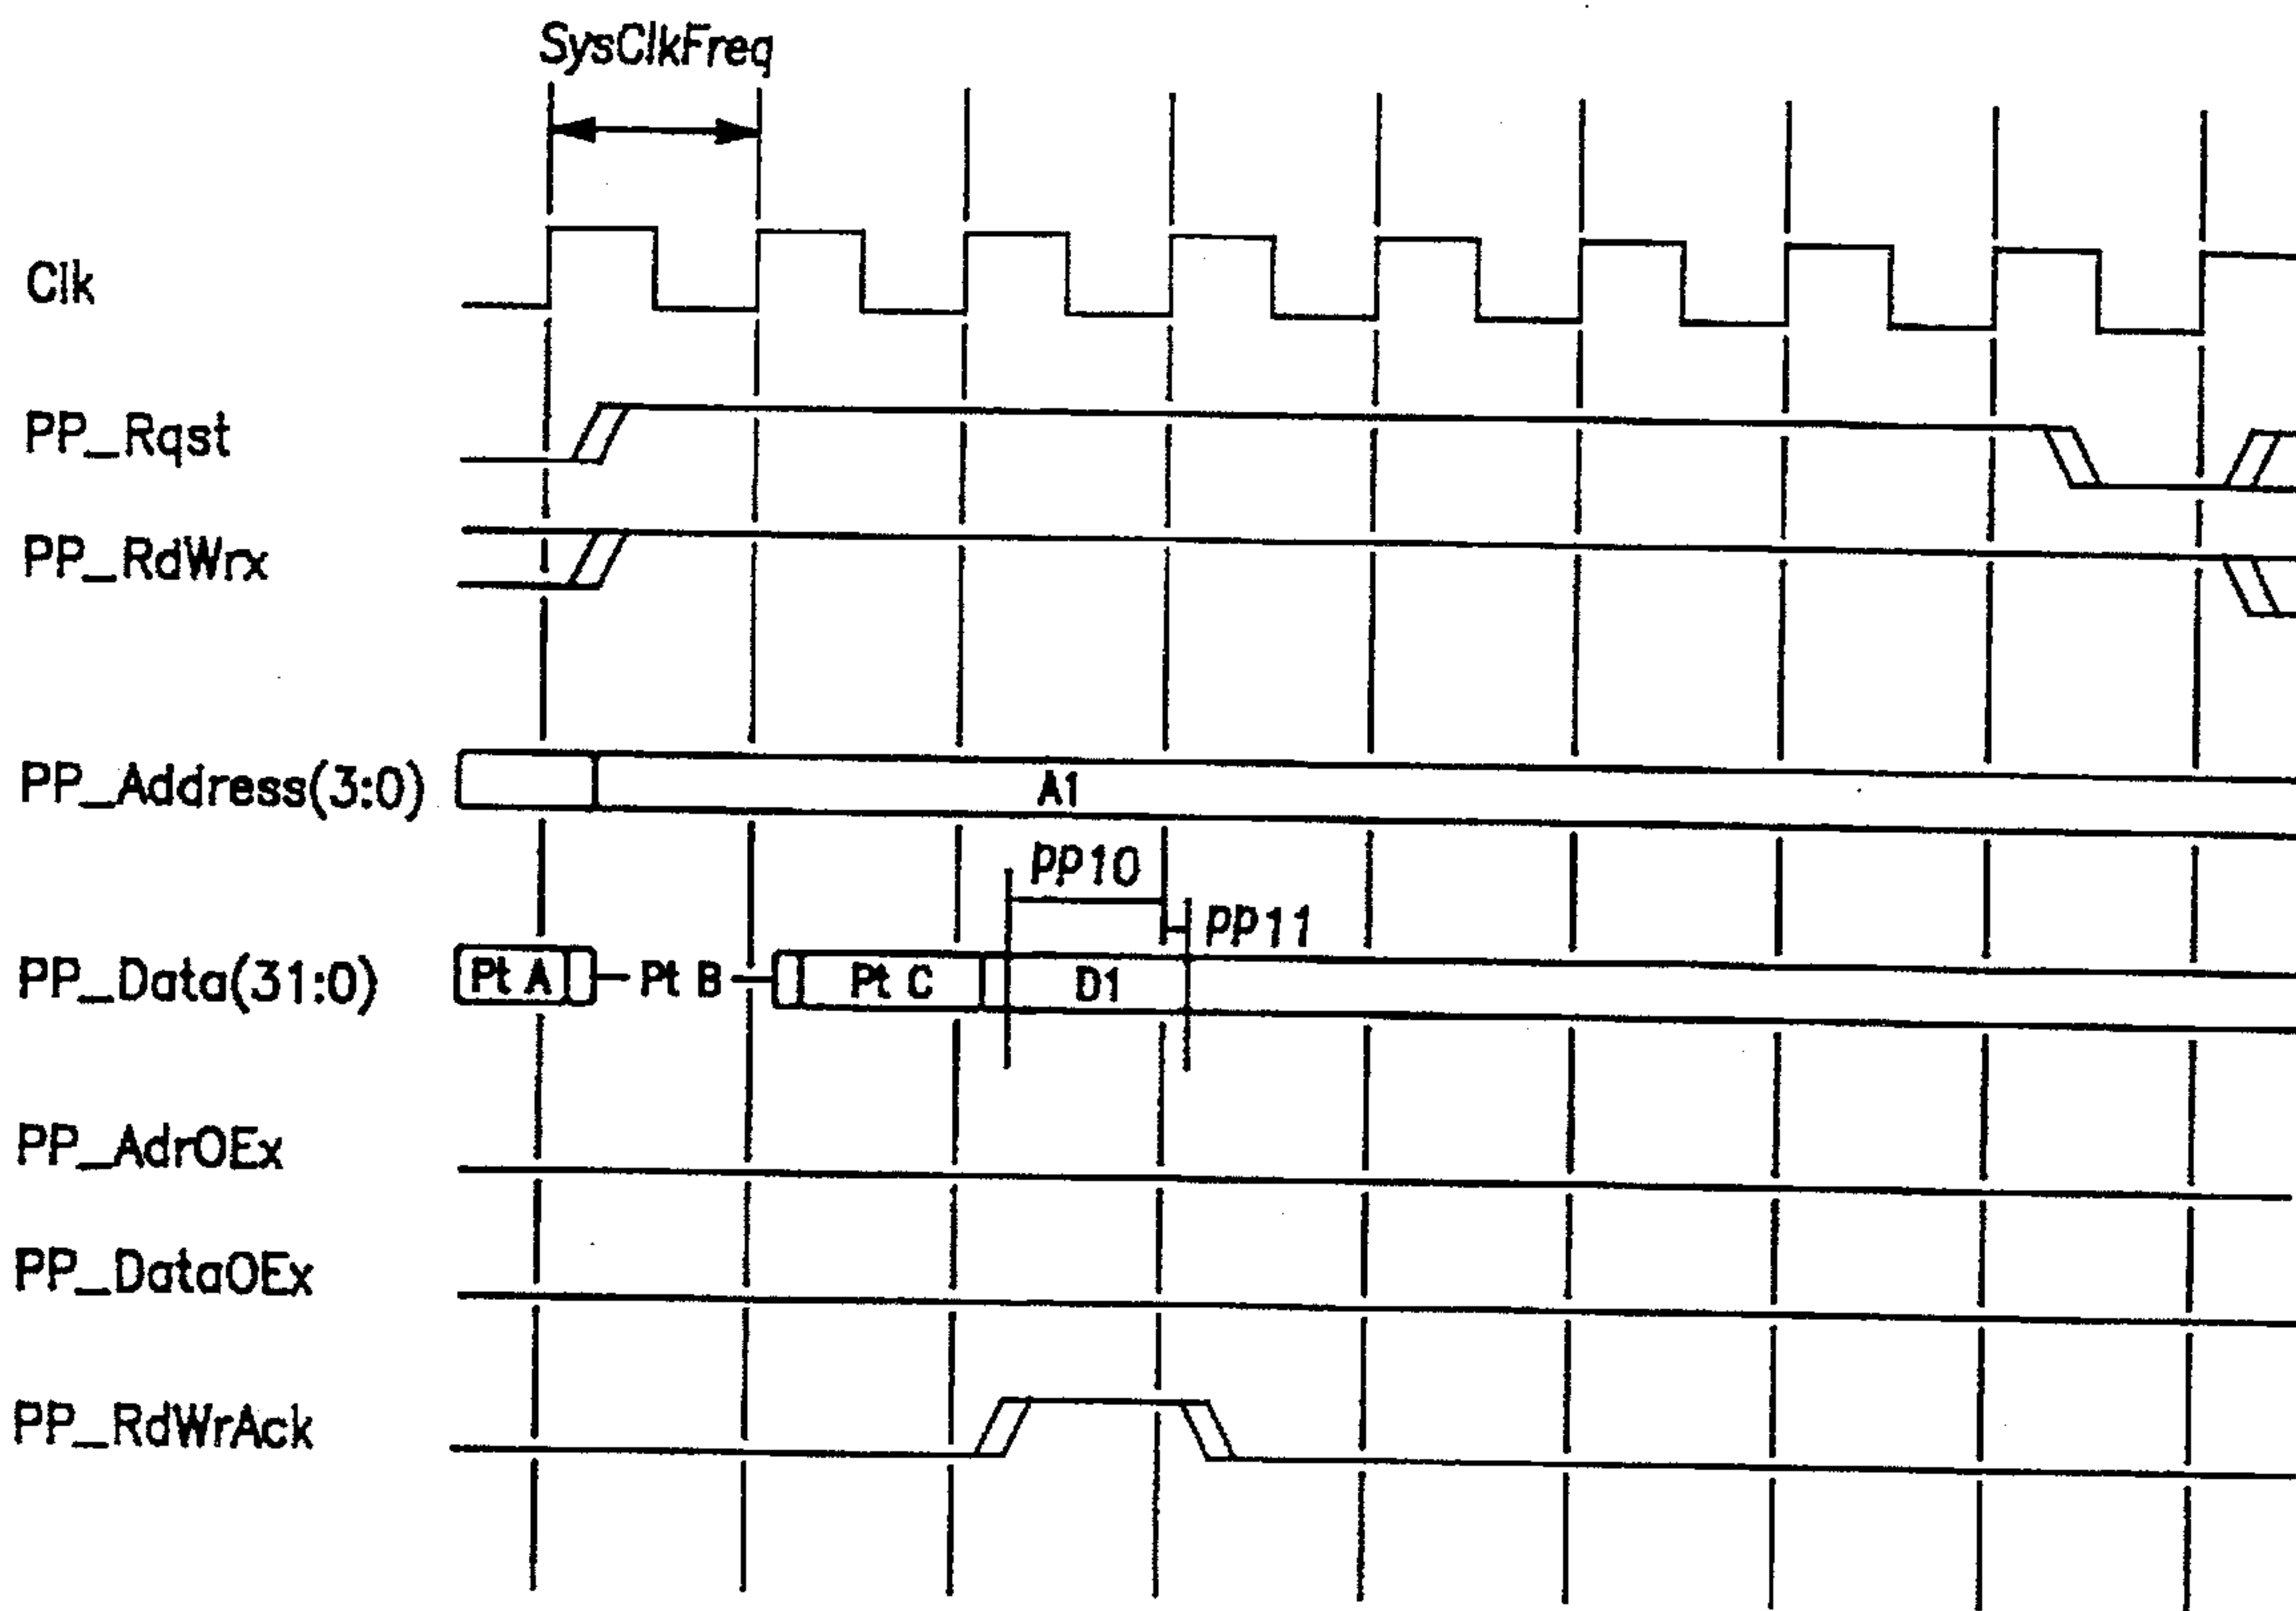 SysClkFreq
Clk
PP_Rqst
PP_RdWrx
PP_Address(3:0)
A1
pp10
pp11
PP_Data(31:0)
Pt A
Pt B
Pt C
D1
PP_AdrOEx
PP_DataOEx
PP_RdWrAck